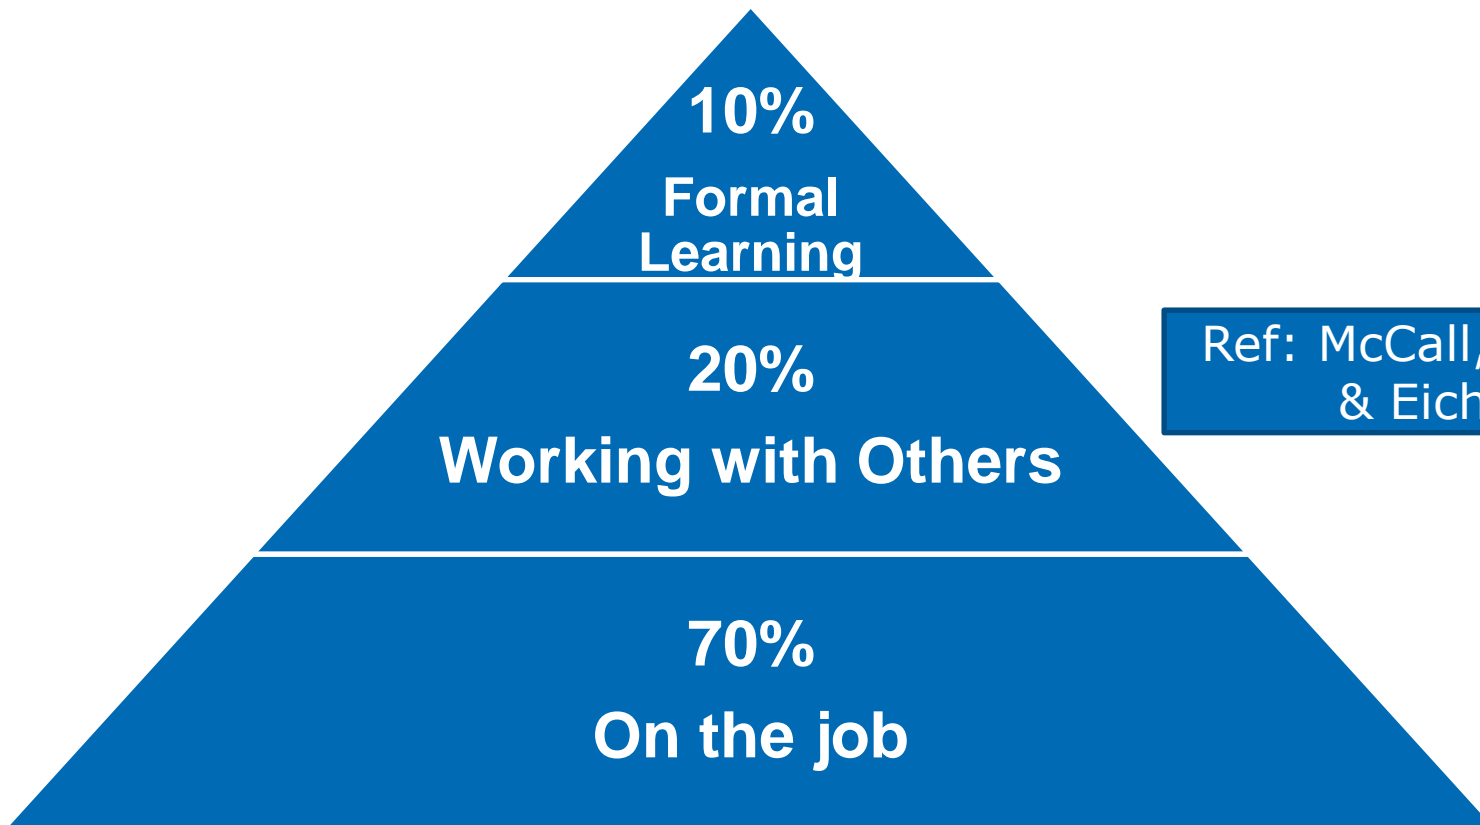 10%
Formal
Learning
20%
Working with Others
Ref: McCall,
& Eich
70%
On the job